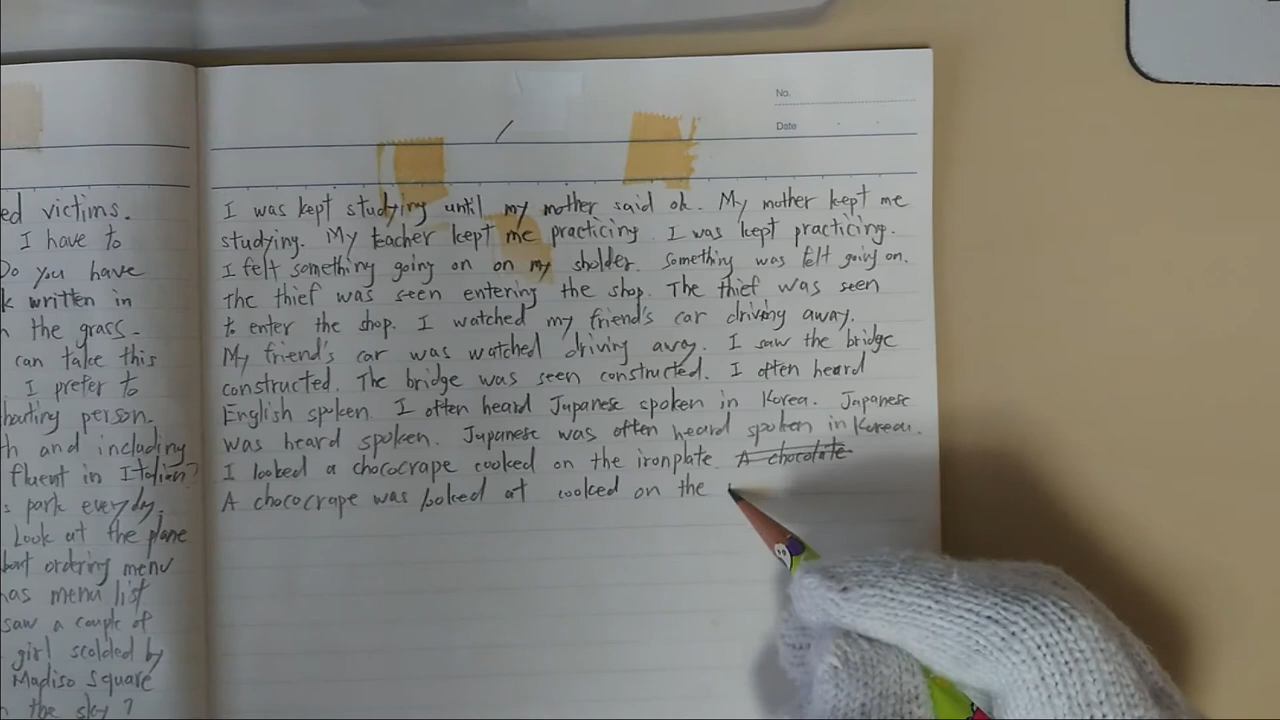 No.
Date
ed victims.
I have to
Do you have
k written in
the grass.
can take this
I prefer to
person.
h and including
fluent in Italian?
s park everyday.
Look at the plane
bout ordering menu
has menu list
saw a couple of
girl scolded by
Madiso Square
the sky?
I was kept studying until my mother said ok. My mother kept me
studying. My teacher kept me practicing. I was kept practicing.
I felt something going on on my sholder. Something was felt going on.
The thief was seen entering the shop. The thief was seen
to enter the shop. I watched my friend's car driving away.
My friend's car was watched driving away. I saw the bridge
constructed. The bridge was seen constructed. I often heard
English spoken. I often heard Japanese spoken in Korea. Japanese
was heard spoken. Japanese was often heard spoken in Korea.
I looked a chococrape cooked on the ironplate. A chocolate
A chococrape was looked at cooked on the